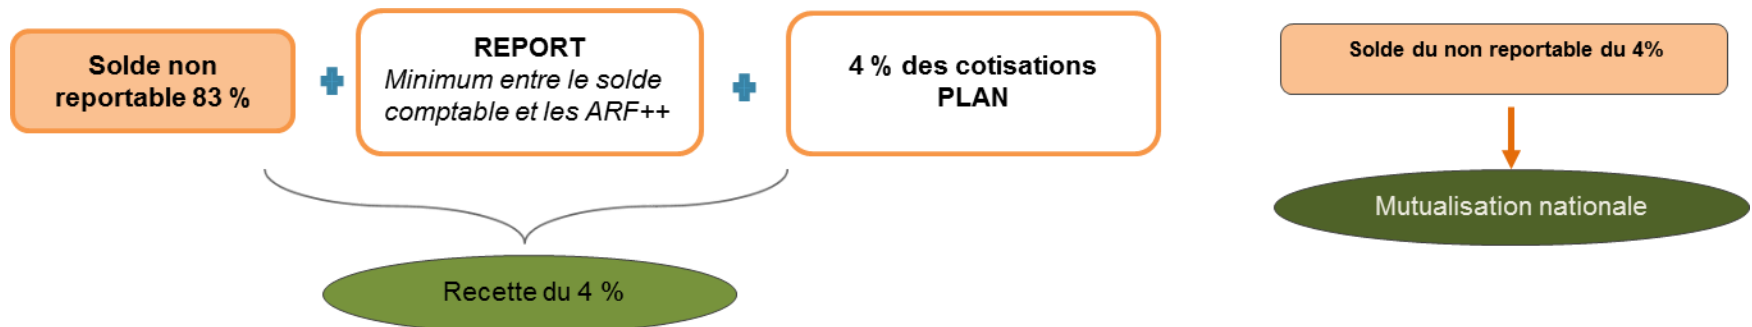 Solde non
reportable 83 %
REPORT
Minimum entre le solde
comptable et les ARF++
4 % des cotisations
PLAN
Recette du 4 %
Solde du non reportable du 4%
Mutualisation nationale